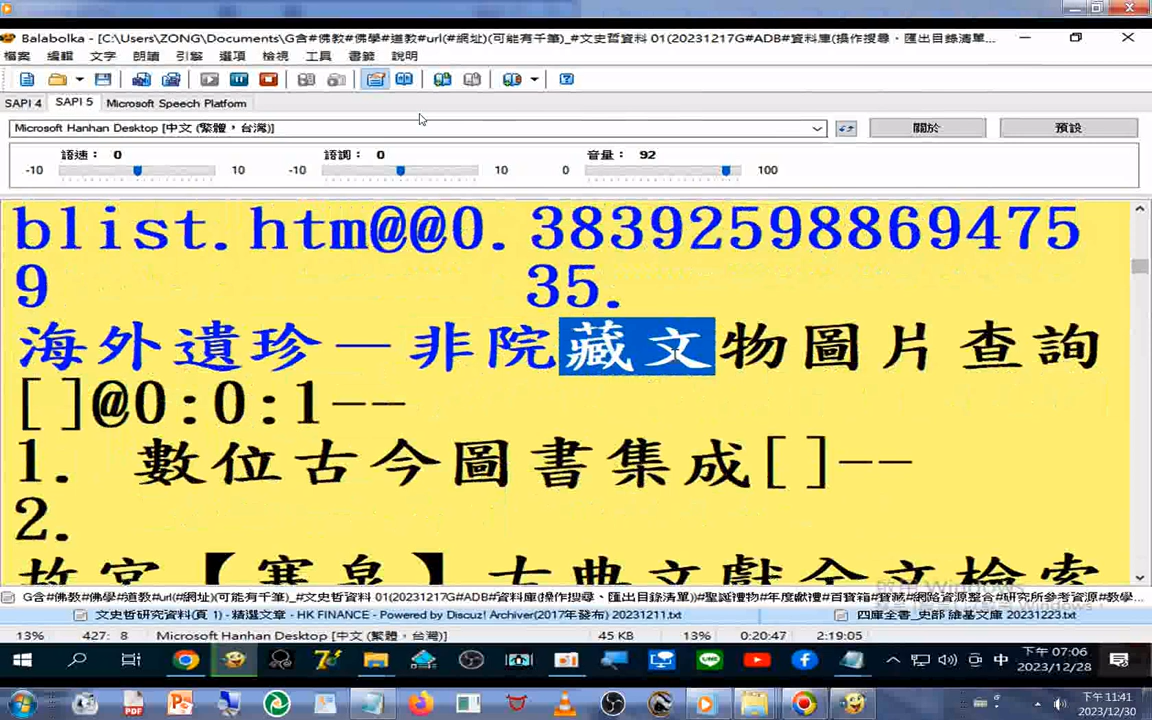 Balabolka - [C:\Users\ZONG\Documents\G含#佛教#佛學#道教#url(#網址)(可能有千筆)_#文史哲資料 01(20231217G#ADB#資料庫(操作搜尋、匯出目錄清單...
檔案 編輯 文字 朗讀 引擎 選項 檢視 工具 書籤 說明
SAPI 4 SAPI 5 Microsoft Speech Platform
Microsoft Hanhan Desktop [中文 (繁體，台灣)] 關於 預設
語速： 0 語調： 0 音量： 92
-10 10 -10 10 0 100
blist.htm@@0.38392598869475
9 35.
海外遺珍－非院藏文物圖片查詢
[]@0:0:1--
1. 數位古今圖書集成[]--
2.
故宮【寒泉】古典文獻全文檢索
G含#佛教#佛學#道教#url(#網址)(可能有千筆)_#文史哲資料 01(20231217G#ADB#資料庫(操作搜尋、匯出目錄清單))#聖誕禮物#年度獻禮#百寶箱#寶藏#網路資源整合#研究所參考資源#教學...
文史哲研究資料(頁 1) - 精選文章 - HK FINANCE - Powered by Discuz! Archiver(2017年發布) 20231211.txt 四庫全書_史部 維基文庫 20231223.txt
13% 427: 8 Microsoft Hanhan Desktop [中文 (繁體，台灣)] 45 KB 13% 0:20:47 2:19:05
中 下午 07:06
2023/12/28
下午 11:41
2023/12/30